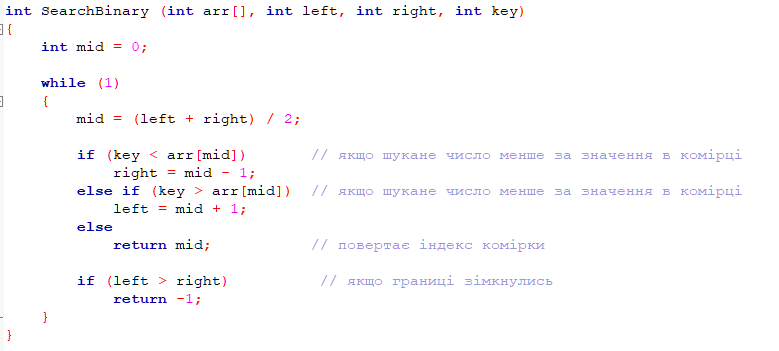 int SearchBinary (int arr[], int left, int right, int key)
{
    int mid = 0;
    while (1)
    {
        mid = (left + right) / 2;
        if (key < arr[mid])       // якщо шукане число менше за значення в комірці
            right = mid - 1;
        else if (key > arr[mid])  // якщо шукане число менше за значення в комірці
            left = mid + 1;
        else
            return mid;           // повертає індекс комірки
        if (left > right)          // якщо границі зімкнулись
            return -1;
    }
}